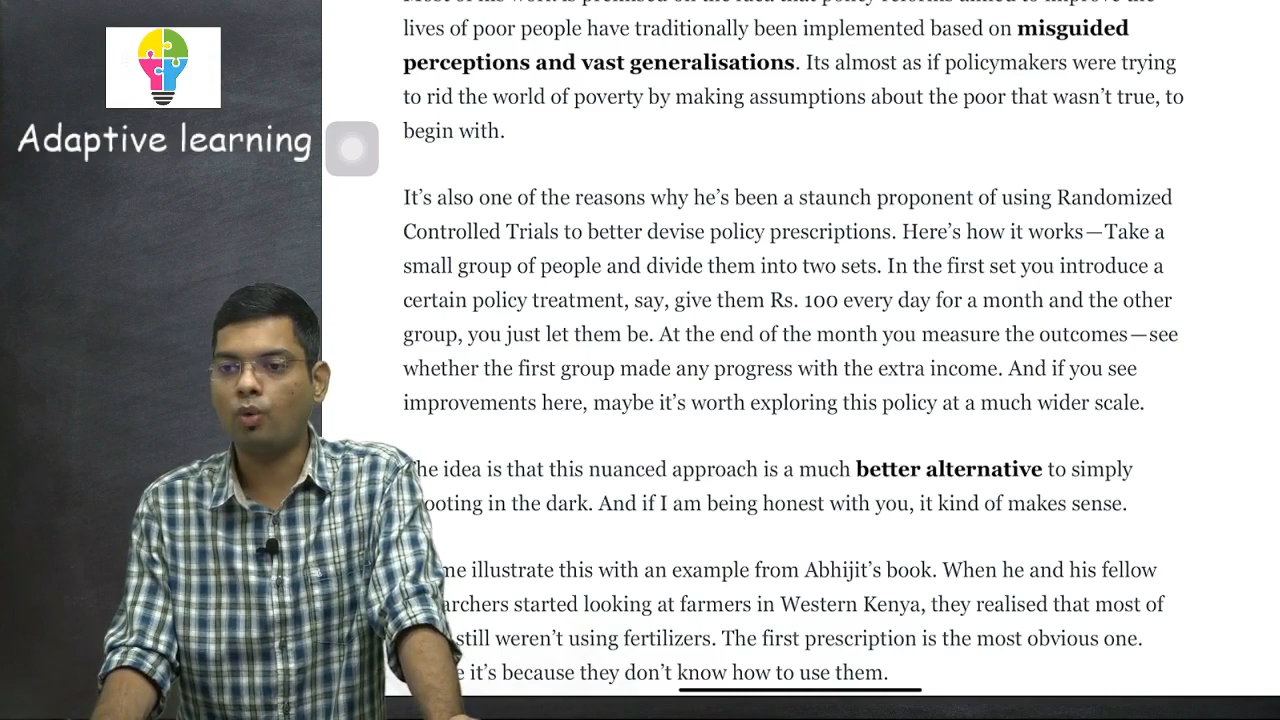 Adaptive learning
lives of poor people have traditionally been implemented based on misguided
perceptions and vast generalisations. Its almost as if policymakers were trying
to rid the world of poverty by making assumptions about the poor that wasn’t true, to
begin with.
It’s also one of the reasons why he’s been a staunch proponent of using Randomized
Controlled Trials to better devise policy prescriptions. Here’s how it works — Take a
small group of people and divide them into two sets. In the first set you introduce a
certain policy treatment, say, give them Rs. 100 every day for a month and the other
group, you just let them be. At the end of the month you measure the outcomes — see
whether the first group made any progress with the extra income. And if you see
improvements here, maybe it’s worth exploring this policy at a much wider scale.
idea is that this nuanced approach is a much better alternative to simply
in the dark. And if I am being honest with you, it kind of makes sense.
illustrate this with an example from Abhijit’s book. When he and his fellow
started looking at farmers in Western Kenya, they realised that most of
still weren’t using fertilizers. The first prescription is the most obvious one.
it’s because they don’t know how to use them.